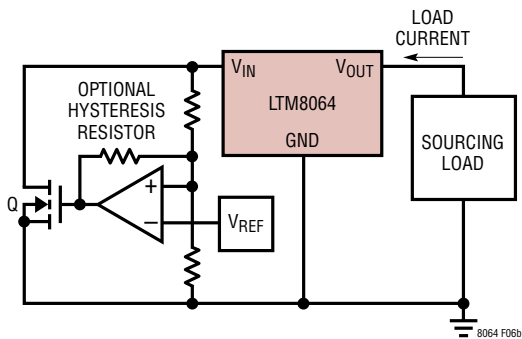 LOAD
CURRENT
VIN
VOUT
OPTIONAL
HYSTERESIS
RESISTOR
LTM8064
GND
SOURCING
LOAD
+
Q
−
VREF
8064 F06b